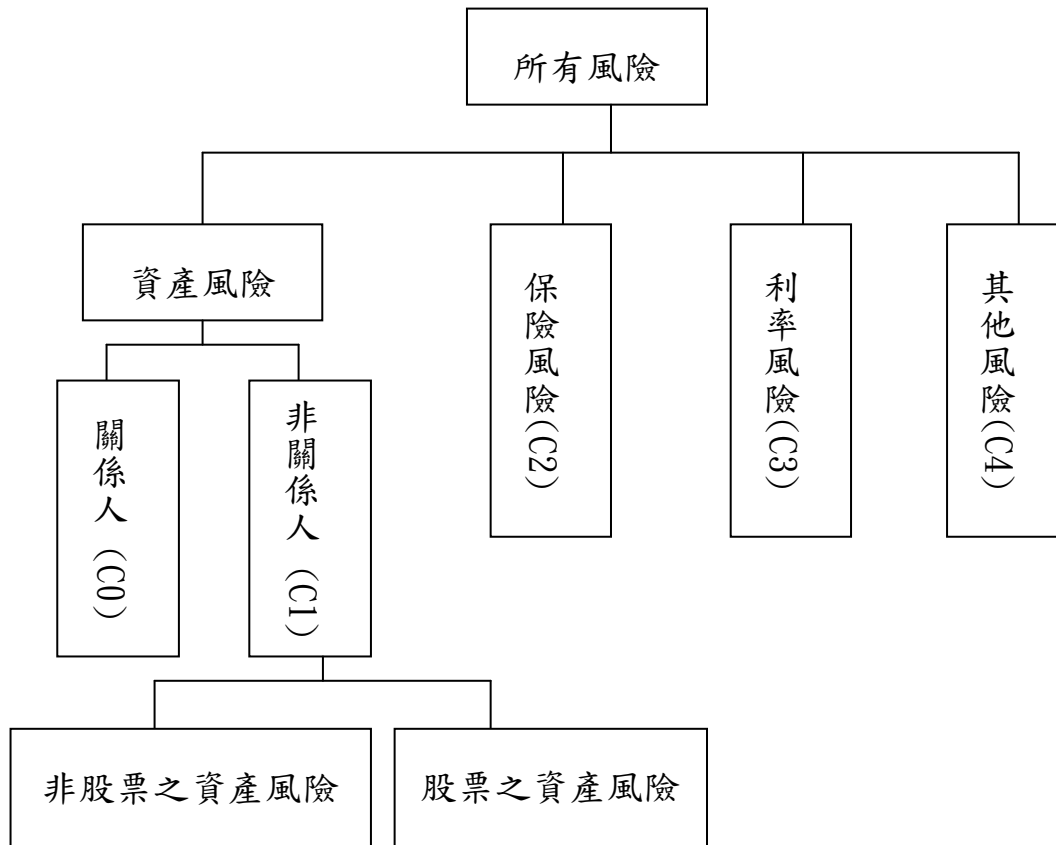 所有風險
資產風險
保險風險(C2)
利率風險(C3)
其他風險(C4)
關係人(C0)
非關係人(C1)
非股票之資產風險
股票之資產風險